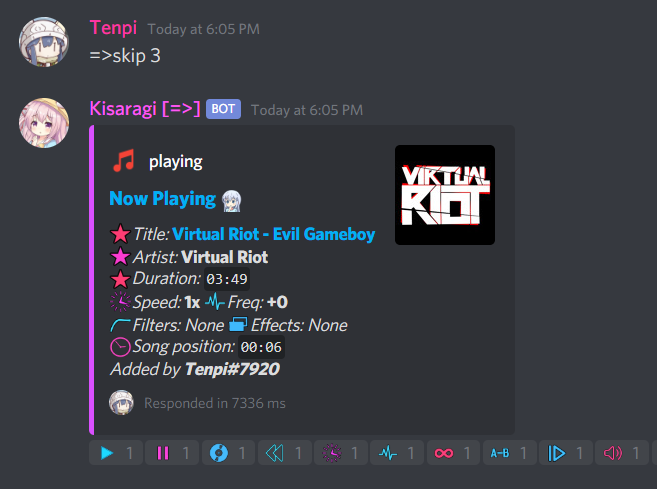 Tenpi Today at 6:05 PM
=>skip 3
Kisaragi [=>] BOT Today at 6:05 PM
playing
VIRTUAL
RIOT
Now Playing
Title: Virtual Riot - Evil Gameboy
Artist: Virtual Riot
Duration: 03:49
Speed: 1x Freq: +0
Filters: None Effects: None
Song position: 00:06
Added by Tenpi#7920
Responded in 7336 ms
1 1 1 1 1 1 1 A-B 1 1 1